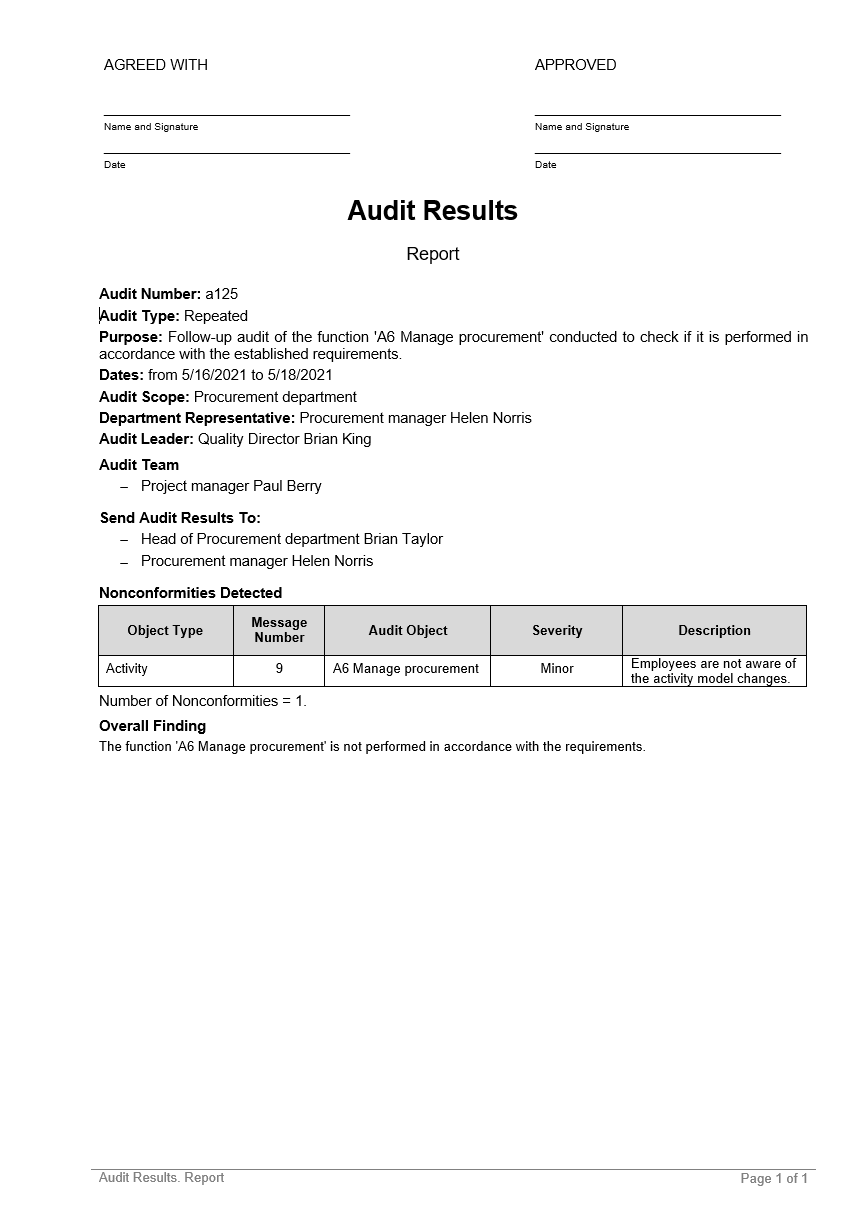 AGREED WITH APPROVED
Name and Signature Name and Signature
Date Date
Audit Results
Report
Audit Number: a125
Audit Type: Repeated
Purpose: Follow-up audit of the function 'A6 Manage procurement' conducted to check if it is performed in
accordance with the established requirements.
Dates: from 5/16/2021 to 5/18/2021
Audit Scope: Procurement department
Department Representative: Procurement manager Helen Norris
Audit Leader: Quality Director Brian King
Audit Team
– Project manager Paul Berry
Send Audit Results To:
– Head of Procurement department Brian Taylor
– Procurement manager Helen Norris
Nonconformities Detected
Object Type Message Number Audit Object Severity Description
Activity 9 A6 Manage procurement Minor Employees are not aware of
the activity model changes.
Number of Nonconformities = 1.
Overall Finding
The function 'A6 Manage procurement' is not performed in accordance with the requirements.
Audit Results. Report Page 1 of 1